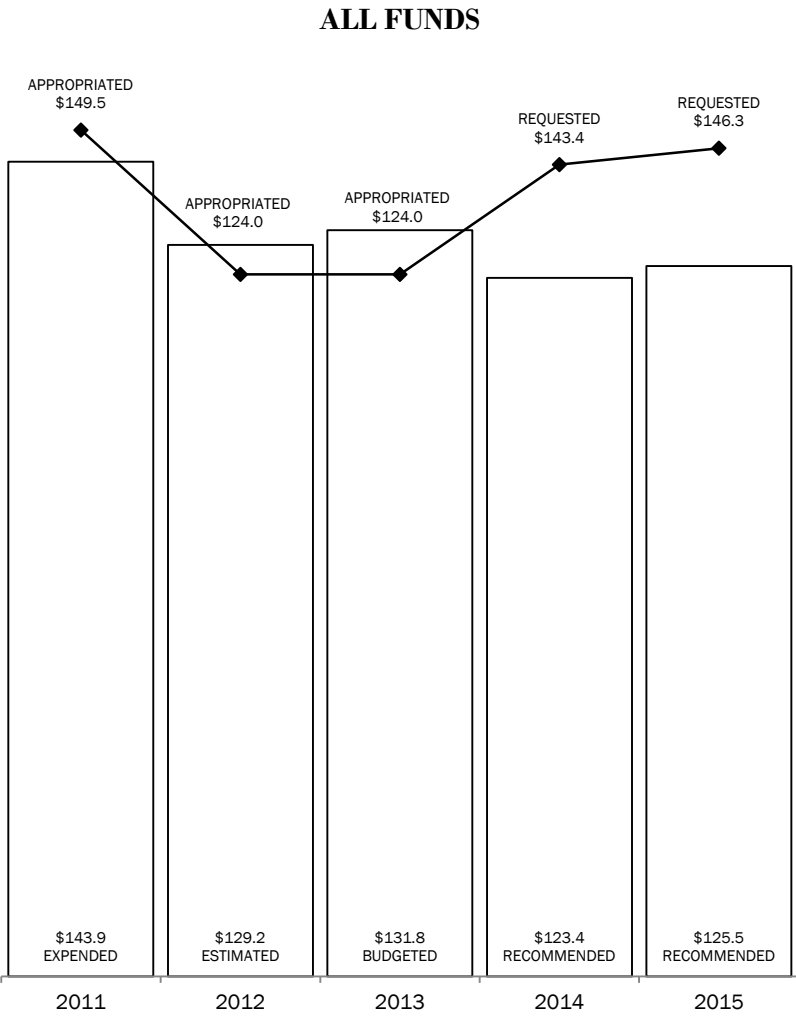 ALL FUNDS
APPROPRIATED
$149.5
APPROPRIATED
$124.0
APPROPRIATED
$124.0
REQUESTED
$143.4
REQUESTED
$146.3
$143.9
EXPENDED
$129.2
ESTIMATED
$131.8
BUDGETED
$123.4
RECOMMENDED
$125.5
RECOMMENDED
2011
2012
2013
2014
2015